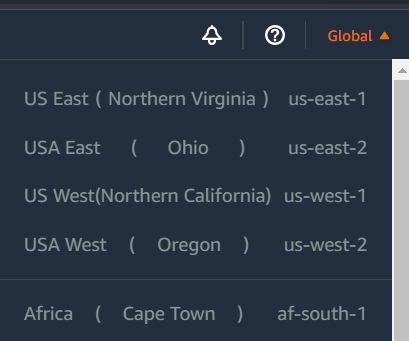 Global
US East ( Northern Virginia ) us-east-1
USA East ( Ohio ) us-east-2
US West(Northern California) us-west-1
USA West ( Oregon ) us-west-2
Africa ( Cape Town ) af-south-1